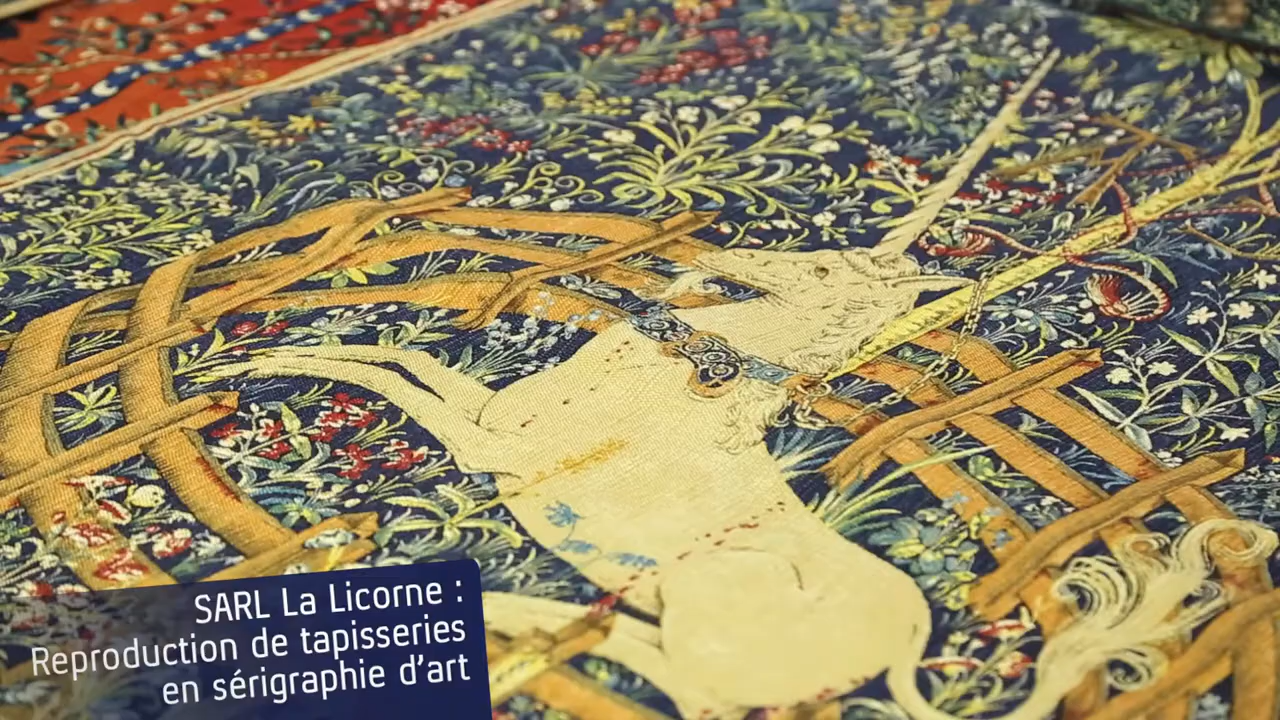 SARL La Licorne :
Reproduction de tapisseries
en sérigraphie d'art